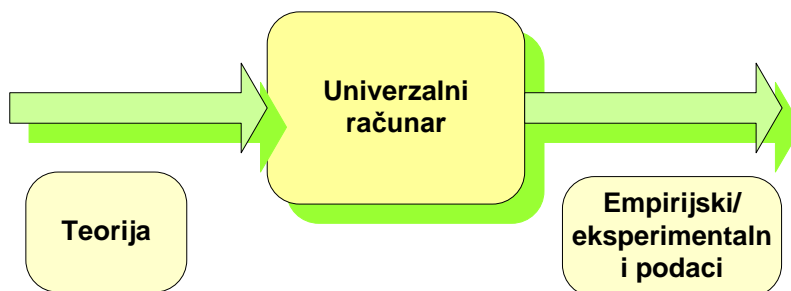 Univerzalni
računar
Teorija
Empirijski/
eksperimentaln
i podaci